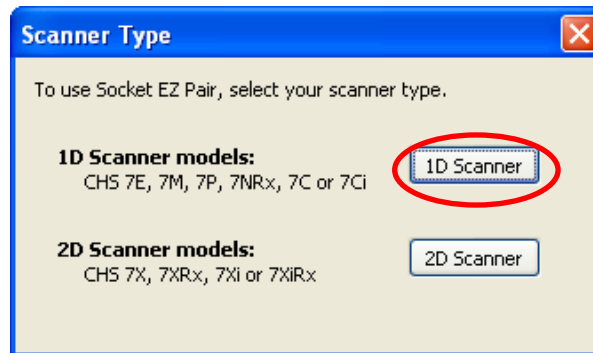 Scanner Type
To use Socket EZ Pair, select your scanner type.
1D Scanner models:
CHS 7E, 7M, 7P, 7NRx, 7C or 7Ci
1D Scanner
2D Scanner models:
CHS 7X, 7XRx, 7Xi or 7XiRx
2D Scanner